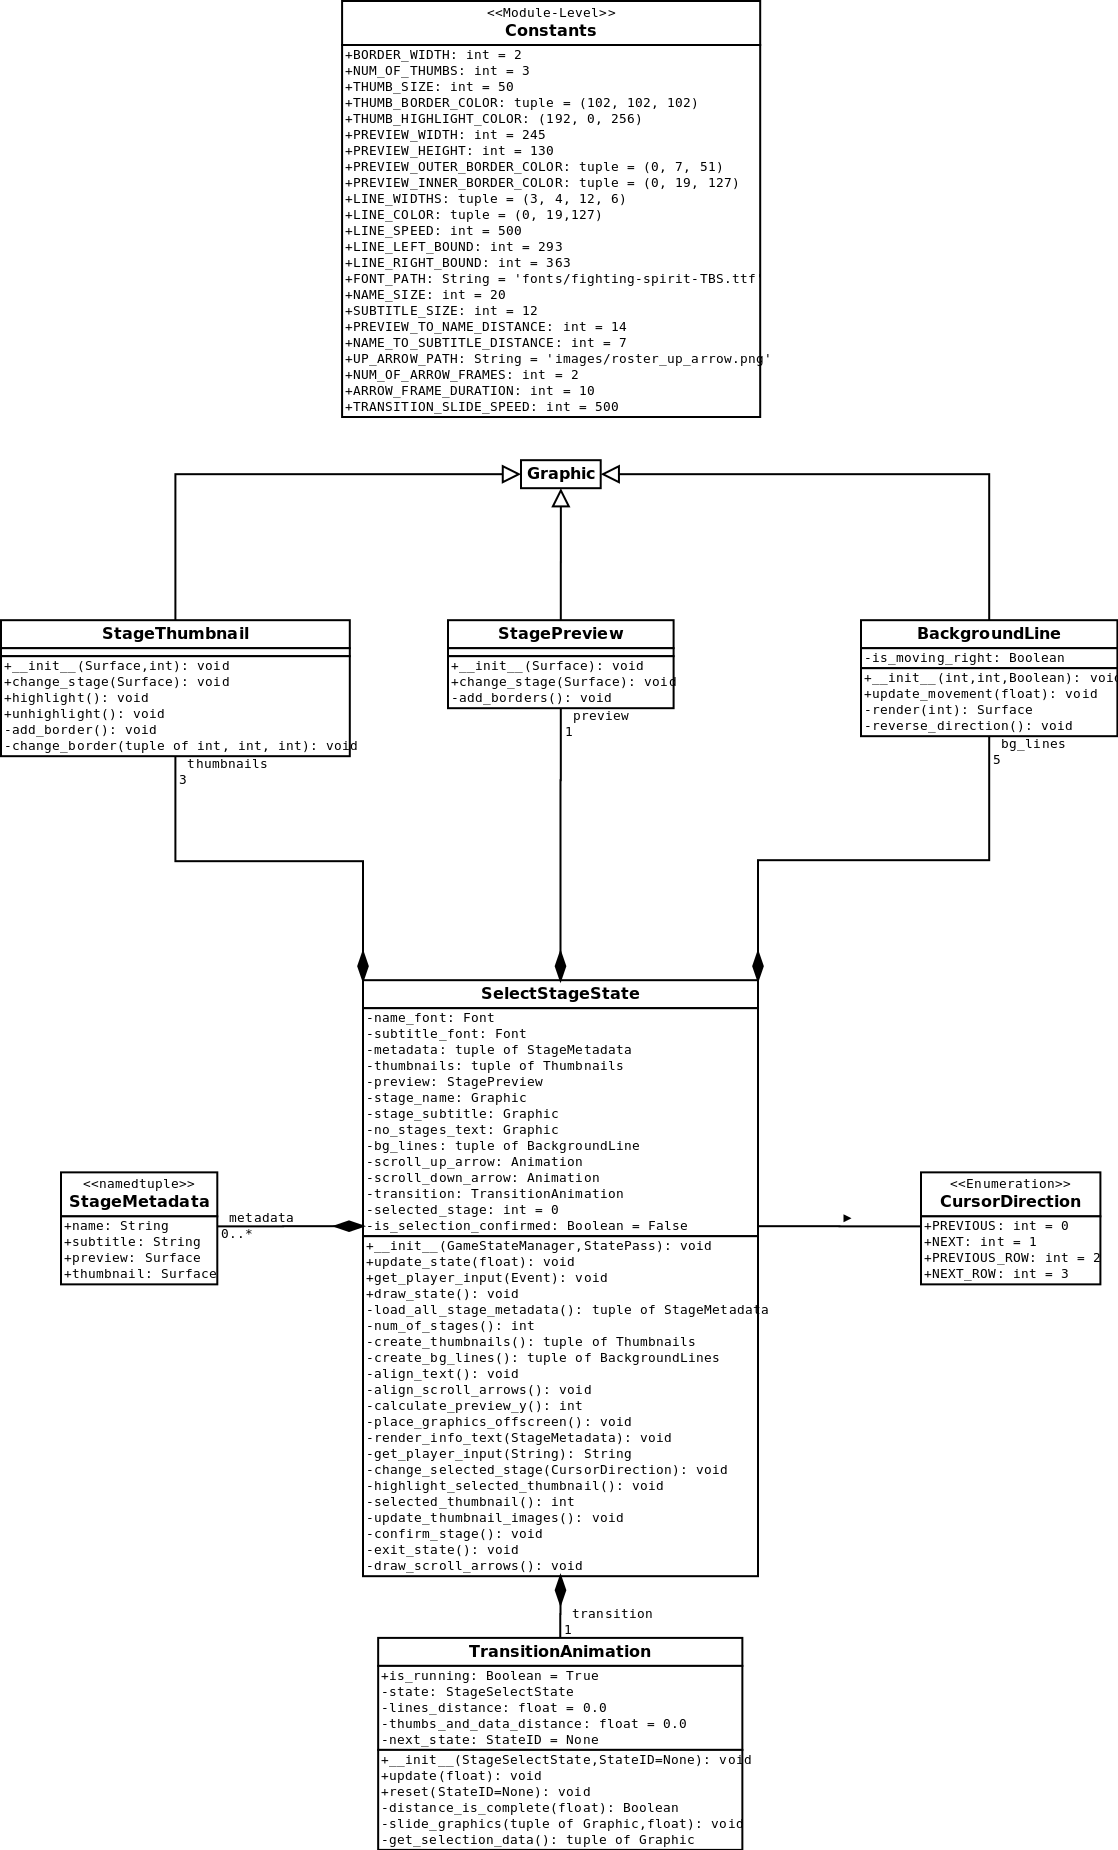 <<Module-Level>>
Constants
+BORDER_WIDTH: int = 2
+NUM_OF_THUMBS: int = 3
+THUMB_SIZE: int = 50
+THUMB_BORDER_COLOR: tuple = (102, 102, 102)
+THUMB_HIGHLIGHT_COLOR: (192, 0, 256)
+PREVIEW_WIDTH: int = 245
+PREVIEW_HEIGHT: int = 130
+PREVIEW_OUTER_BORDER_COLOR: tuple = (0, 7, 51)
+PREVIEW_INNER_BORDER_COLOR: tuple = (0, 19, 127)
+LINE_WIDTHS: tuple = (3, 4, 12, 6)
+LINE_COLOR: tuple = (0, 19,127)
+LINE_SPEED: int = 500
+LINE_LEFT_BOUND: int = 293
+LINE_RIGHT_BOUND: int = 363
+FONT_PATH: String = 'fonts/fighting-spirit-TBS.ttf'
+NAME_SIZE: int = 20
+SUBTITLE_SIZE: int = 12
+PREVIEW_TO_NAME_DISTANCE: int = 14
+NAME_TO_SUBTITLE_DISTANCE: int = 7
+UP_ARROW_PATH: String = 'images/roster_up_arrow.png'
+NUM_OF_ARROW_FRAMES: int = 2
+ARROW_FRAME_DURATION: int = 10
+TRANSITION_SLIDE_SPEED: int = 500
Graphic
StageThumbnail
+__init__(Surface,int): void
+change_stage(Surface): void
+highlight(): void
+unhighlight(): void
-add_border(): void
-change_border(tuple of int, int, int): void
thumbnails
3
StagePreview
+__init__(Surface): void
+change_stage(Surface): void
-add_borders(): void
preview
1
BackgroundLine
-is_moving_right: Boolean
+__init__(int,int,Boolean): void
+update_movement(float): void
-render(int): Surface
-reverse_direction(): void
bg_lines
5
SelectStageState
-name_font: Font
-subtitle_font: Font
-metadata: tuple of StageMetadata
-thumbnails: tuple of Thumbnails
-preview: StagePreview
-stage_name: Graphic
-stage_subtitle: Graphic
-no_stages_text: Graphic
-bg_lines: tuple of BackgroundLine
-scroll_up_arrow: Animation
-scroll_down_arrow: Animation
-transition: TransitionAnimation
-selected_stage: int = 0
-is_selection_confirmed: Boolean = False
+__init__(GameStateManager,StatePass): void
+update_state(float): void
+get_player_input(Event): void
+draw_state(): void
-load_all_stage_metadata(): tuple of StageMetadata
-num_of_stages(): int
-create_thumbnails(): tuple of Thumbnails
-create_bg_lines(): tuple of BackgroundLines
-align_text(): void
-align_scroll_arrows(): void
-calculate_preview_y(): int
-place_graphics_offscreen(): void
-render_info_text(StageMetadata): void
-get_player_input(String): String
-change_selected_stage(CursorDirection): void
-highlight_selected_thumbnail(): void
-selected_thumbnail(): int
-update_thumbnail_images(): void
-confirm_stage(): void
-exit_state(): void
-draw_scroll_arrows(): void
<<namedtuple>>
StageMetadata
+name: String
+subtitle: String
+preview: Surface
+thumbnail: Surface
metadata
0..*
<<Enumeration>>
CursorDirection
+PREVIOUS: int = 0
+NEXT: int = 1
+PREVIOUS_ROW: int = 2
+NEXT_ROW: int = 3
transition
1
TransitionAnimation
+is_running: Boolean = True
-state: StageSelectState
-lines_distance: float = 0.0
-thumbs_and_data_distance: float = 0.0
-next_state: StateID = None
+__init__(StageSelectState,StateID=None): void
+update(float): void
+reset(StateID=None): void
-distance_is_complete(float): Boolean
-slide_graphics(tuple of Graphic,float): void
-get_selection_data(): tuple of Graphic